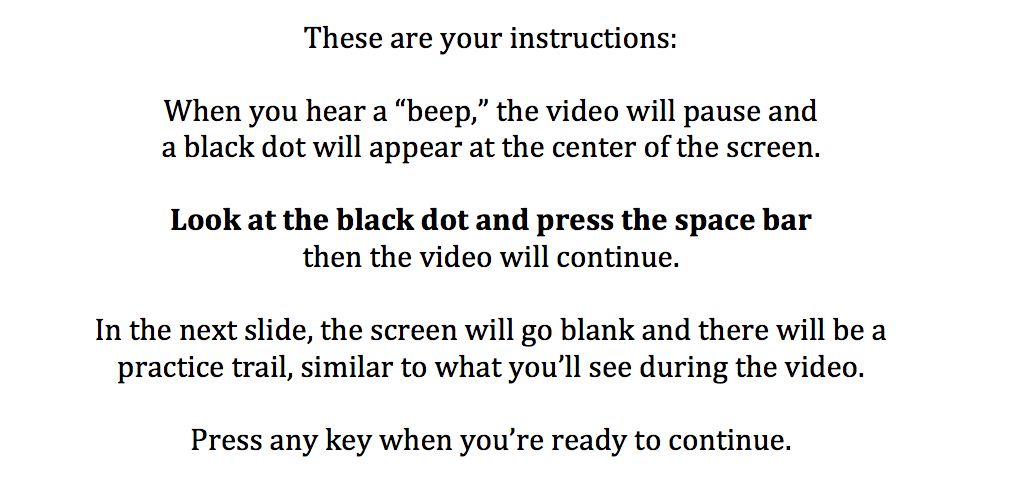 These are your instructions:
When you hear a “beep,” the video will pause and
a black dot will appear at the center of the screen.
Look at the black dot and press the space bar
then the video will continue.
In the next slide, the screen will go blank and there will be a
practice trail, similar to what you’ll see during the video.
Press any key when you’re ready to continue.